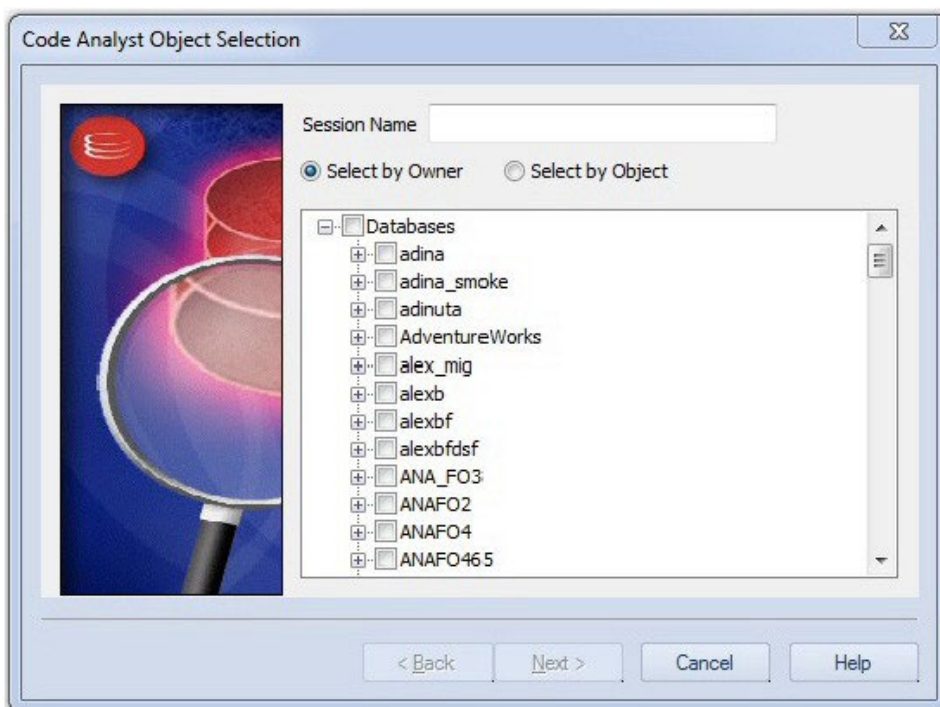 Code Analyst Object Selection
Session Name
Select by Owner Select by Object
Databases
adina
adina_smoke
adinuta
AdventureWorks
alex_mig
alexb
alexbf
alexbfdsf
ANA_FO3
ANAFO2
ANAFO4
ANAFO465
< Back Next > Cancel Help